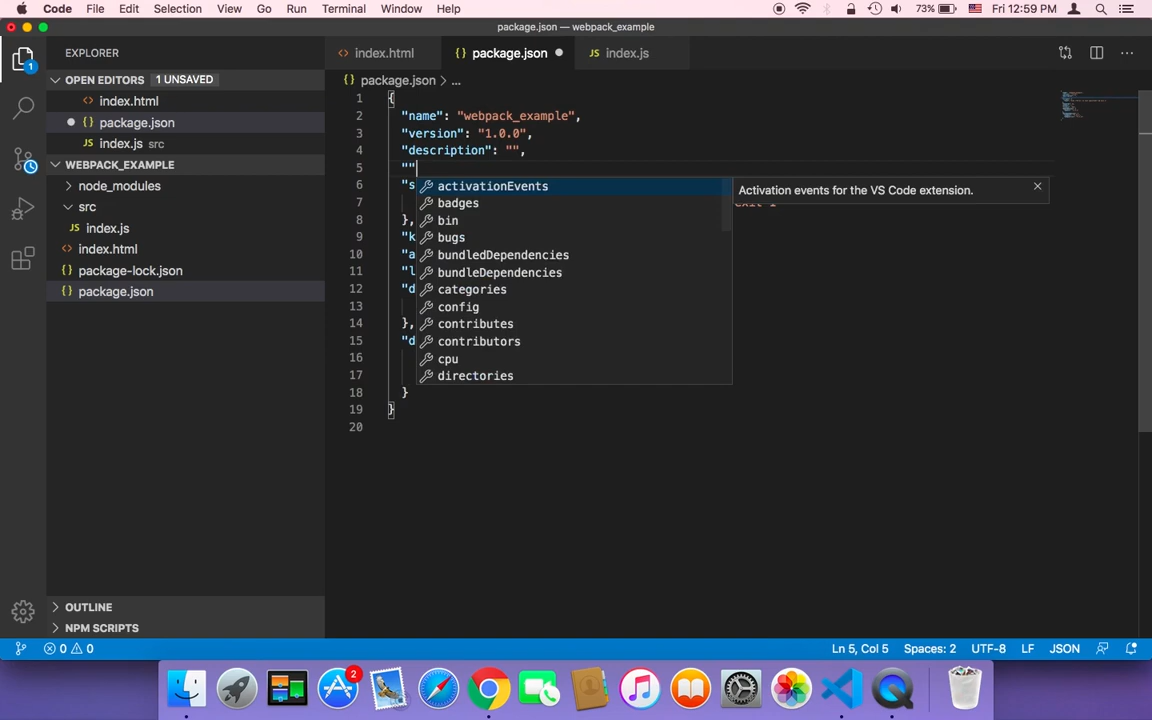 Code File Edit Selection View Go Run Terminal Window Help 73% Fri 12:59 PM
package.json — webpack_example
EXPLORER
index.html
package.json
JS index.js
OPEN EDITORS 1 UNSAVED
index.html
package.json
JS index.js src
WEBPACK_EXAMPLE
node_modules
src
JS index.js
index.html
package-lock.json
package.json
OUTLINE
NPM SCRIPTS
{} package.json > ...
1 {
2 "name": "webpack_example",
3 "version": "1.0.0",
4 "description": "",
5 ""
6 "s
7
8 },
9 "k
10 "a
11 "l
12 "d
13
14 },
15 "d
16
17
18 }
19 }
20
activationEvents
badges
bin
bugs
bundledDependencies
bundleDependencies
categories
config
contributes
contributors
cpu
directories
Activation events for the VS Code extension.
0 0
Ln 5, Col 5 Spaces: 2 UTF-8 LF JSON
1
2